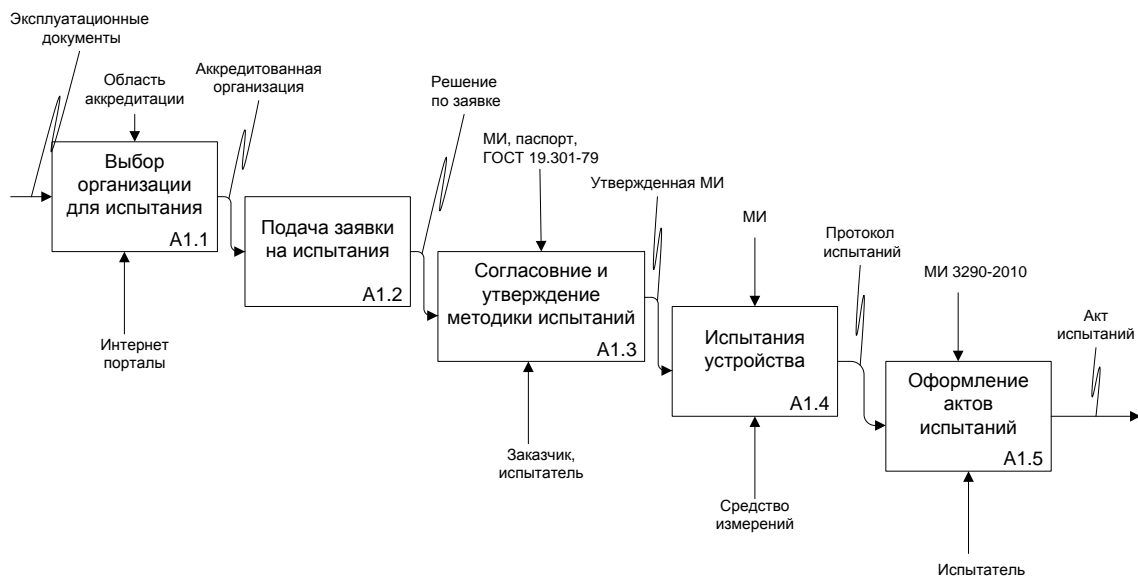 Эксплуатационные
документы
Область
аккредитации
Аккредитованная
организация
Выбор
организации
для испытания
A1.1
Интернет
порталы
Решение
по заявке
Подача заявки
на испытания
A1.2
МИ, паспорт,
ГОСТ 19.301-79
Согласовние и
утверждение
методики испытаний
A1.3
Заказчик,
испытатель
Утвержденная МИ
МИ
Испытания
устройства
A1.4
Средство
измерений
Протокол
испытаний
МИ 3290-2010
Оформление
актов
испытаний
A1.5
Испытатель
Акт
испытаний